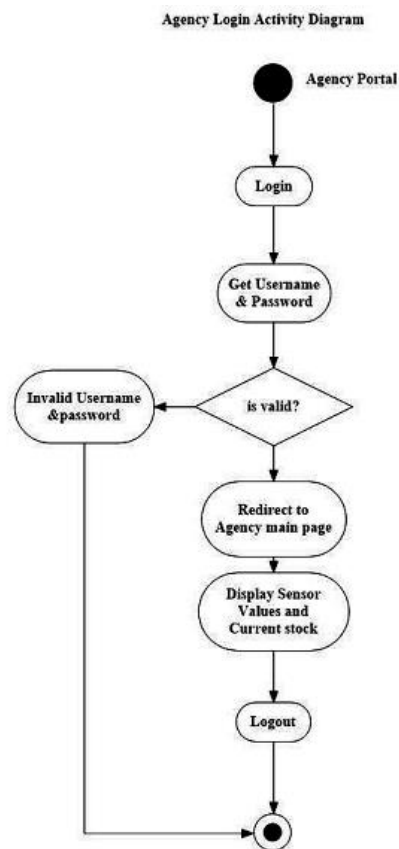 Agency Login Activity Diagram
Agency Portal
Login
Get Username
& Password
is valid?
Invalid Username
&password
Redirect to
Agency main page
Display Sensor
Values and
Current stock
Logout